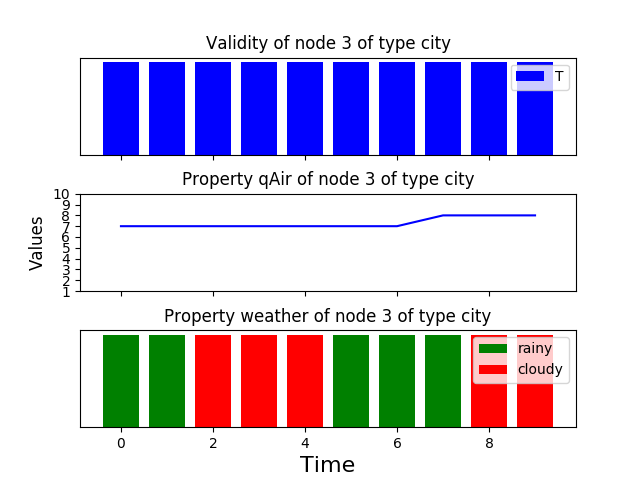 Validity of node 3 of type city
T
Property qAir of node 3 of type city
Values
10
9
8
7
6
5
4
3
2
1
Property weather of node 3 of type city
rainy
cloudy
0 2 4 6 8
Time